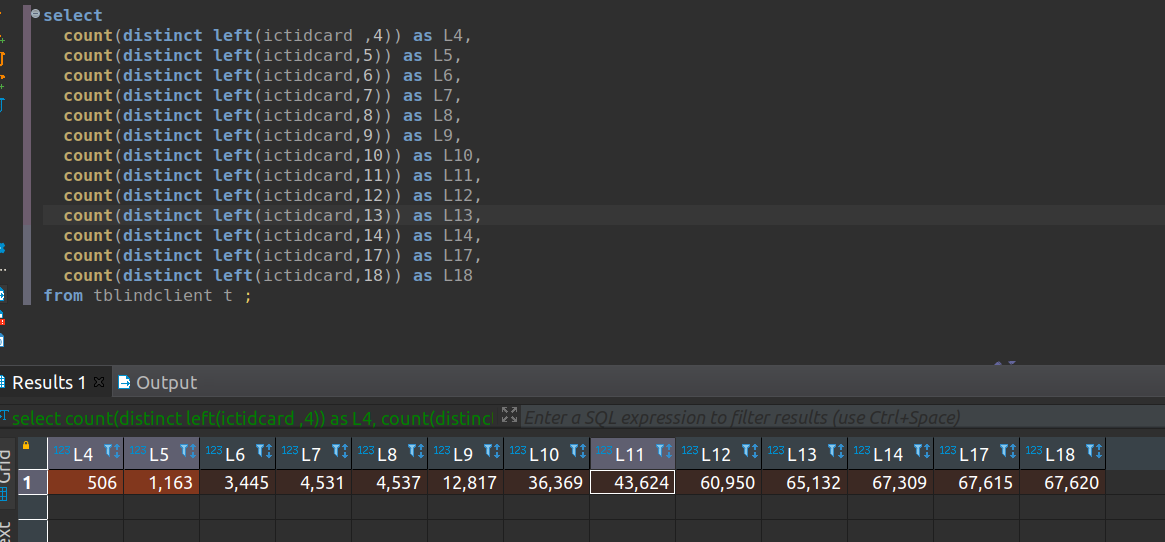 select
count(distinct left(ictidcard ,4)) as L4,
count(distinct left(ictidcard,5)) as L5,
count(distinct left(ictidcard,6)) as L6,
count(distinct left(ictidcard,7)) as L7,
count(distinct left(ictidcard,8)) as L8,
count(distinct left(ictidcard,9)) as L9,
count(distinct left(ictidcard,10)) as L10,
count(distinct left(ictidcard,11)) as L11,
count(distinct left(ictidcard,12)) as L12,
count(distinct left(ictidcard,13)) as L13,
count(distinct left(ictidcard,14)) as L14,
count(distinct left(ictidcard,17)) as L17,
count(distinct left(ictidcard,18)) as L18
from tblindclient t ;
Results 1 Output
select count(distinct left(ictidcard ,4)) as L4, count(distinct Enter a SQL expression to filter results (use Ctrl+Space)
Grid
123 L4 123 L5 123 L6 123 L7 123 L8 123 L9 123 L10 123 L11 123 L12 123 L13 123 L14 123 L17 123 L18
1 506 1,163 3,445 4,531 4,537 12,817 36,369 43,624 60,950 65,132 67,309 67,615 67,620